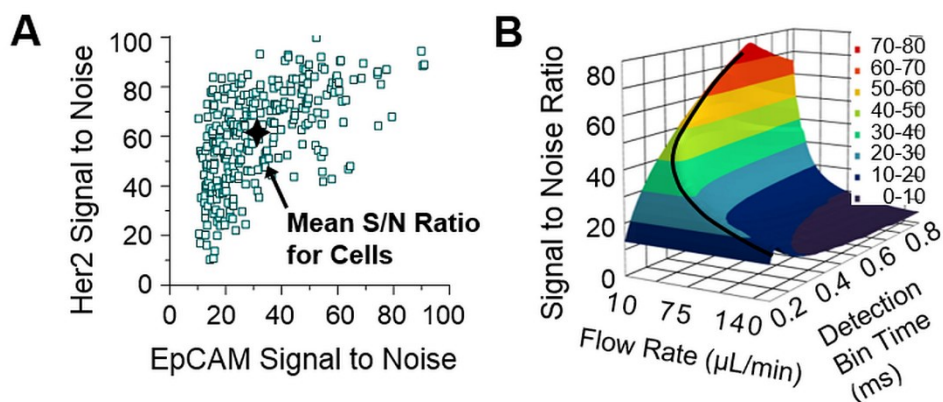 A
Her2 Signal to Noise
100
80
60
40
20
0
0 20 40 60 80 100
EpCAM Signal to Noise
Mean S/N Ratio
for Cells
B
Signal to Noise Ratio
80
60
40
20
0
10 75 140
Flow Rate (µL/min)
0.2 0.4 0.6 0.8
Detection
Bin Time
(ms)
70-80
60-70
50-60
40-50
30-40
20-30
10-20
0-10